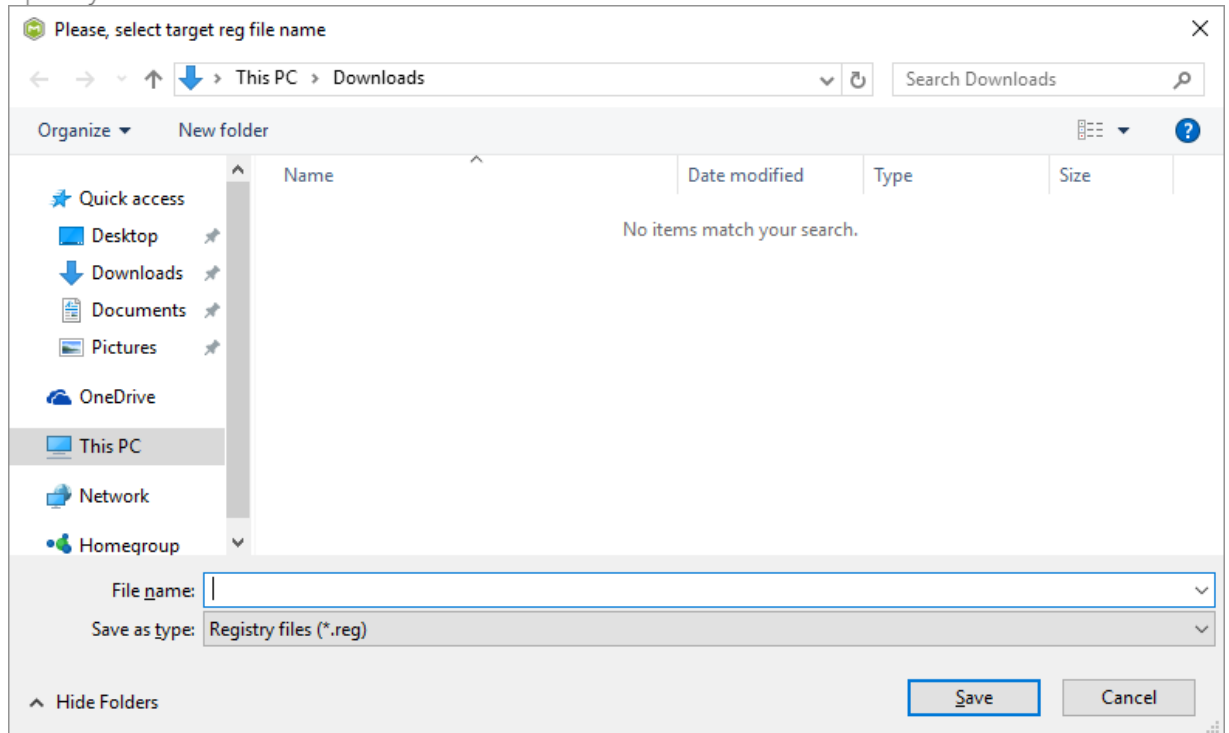 Please, select target reg file name
This PC > Downloads
Search Downloads
Organize
New folder
Name
Date modified
Type
Size
Quick access
No items match your search.
Desktop
Downloads
Documents
Pictures
OneDrive
This PC
Network
Homegroup
File name:
Save as type: Registry files (*.reg)
Hide Folders
Save
Cancel